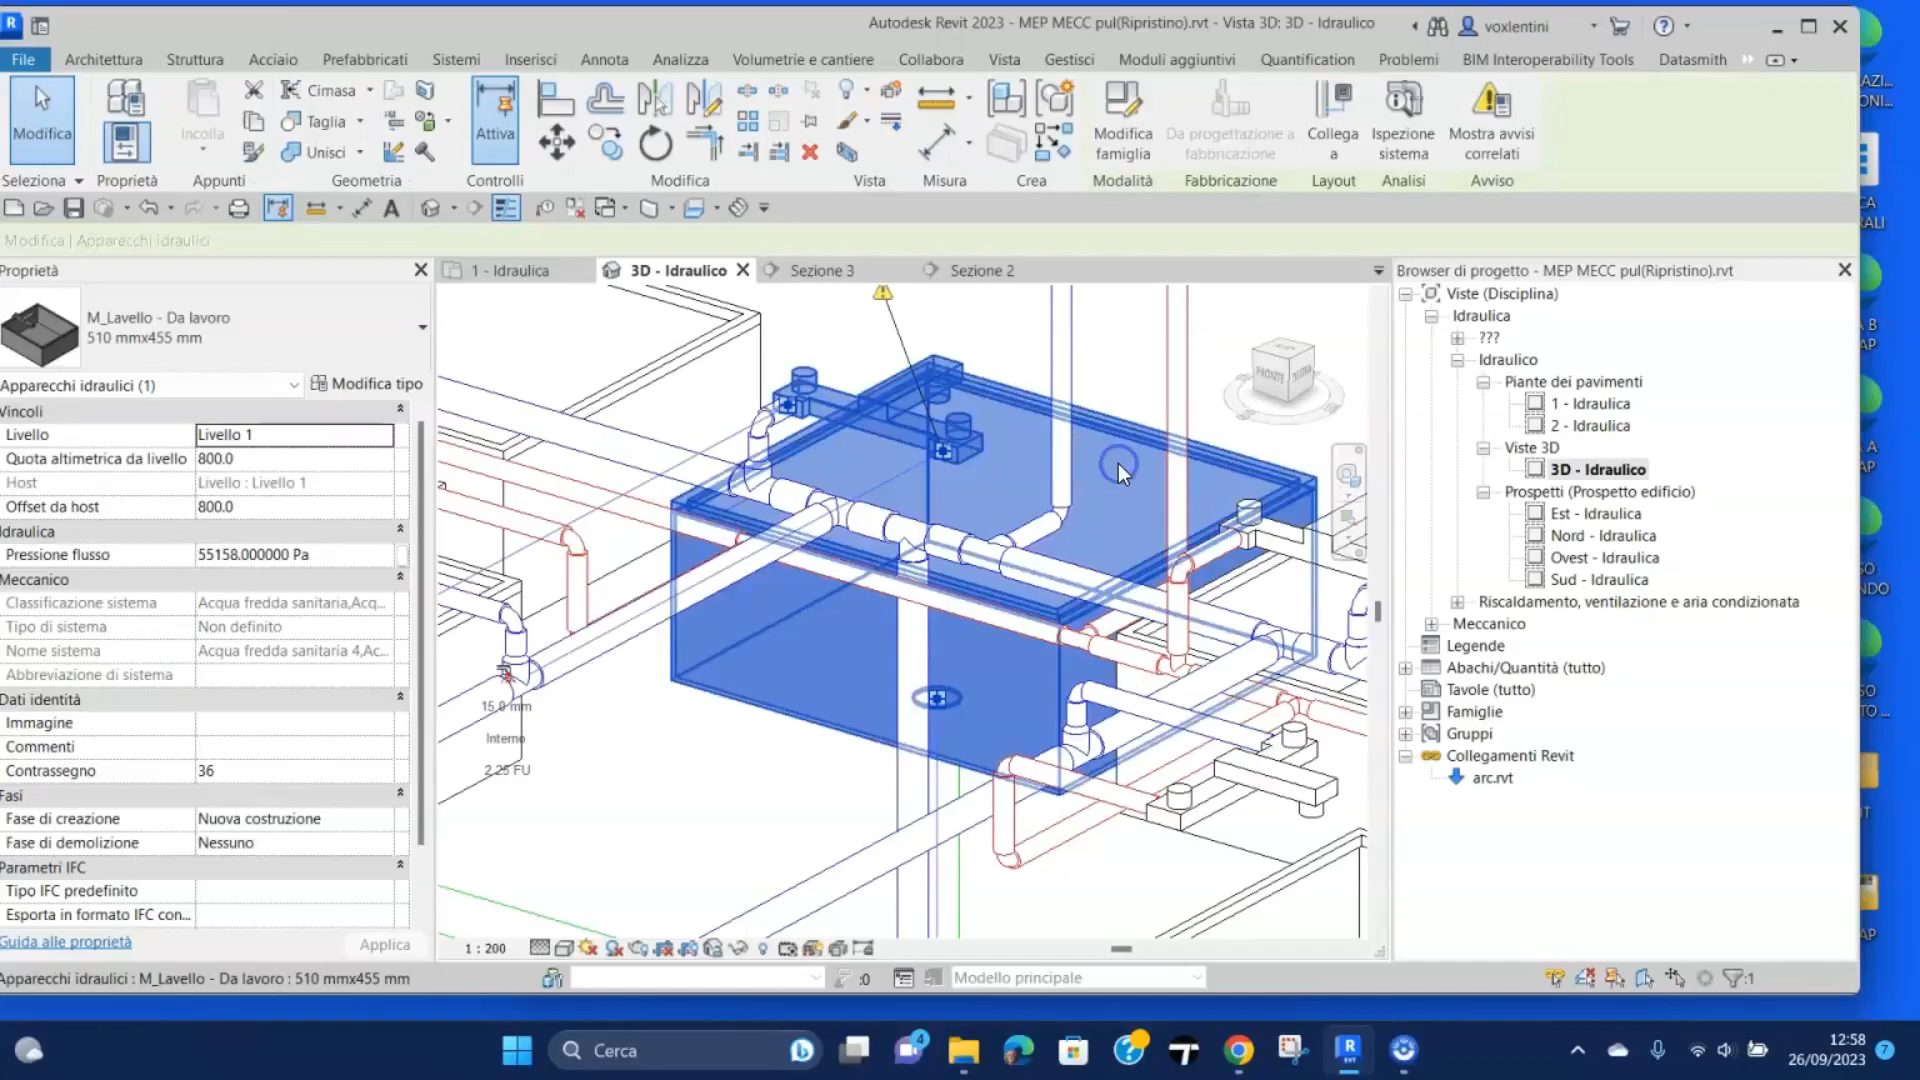 Autodesk Revit 2023 - MEP MECC pul(Ripristino).rvt - Vista 3D: 3D - Idraulico
voxlentini
File Architettura Struttura Acciaio Prefabbricati Sistemi Inserisci Annota Analizza Volumetrie e cantiere Collabora Vista Gestisci Moduli aggiuntivi Quantification Problemi BIM Interoperability Tools Datasmith
Modifica
Incolla
Cimasa
Taglia
Unisci
Attiva
Modifica famiglia
Da progettazione a fabbricazione
Collega a
Ispezione sistema
Mostra avvisi correlati
Seleziona Proprietà Appunti Geometria Controlli Modifica Vista Misura Crea Modalità Fabbricazione Layout Analisi Avviso
Modifica | Apparecchi idraulici
Proprietà
M_Lavello - Da lavoro
510 mmx455 mm
Apparecchi idraulici (1)
Modifica tipo
Vincoli
Livello Livello 1
Quota altimetrica da livello 800.0
Host Livello : Livello 1
Offset da host 800.0
Idraulica
Pressione flusso 55158.000000 Pa
Meccanico
Classificazione sistema Acqua fredda sanitaria,Acq...
Tipo di sistema Non definito
Nome sistema Acqua fredda sanitaria 4,Ac...
Abbreviazione di sistema
Dati identità
Immagine
Commenti
Contrassegno 36
Fasi
Fase di creazione Nuova costruzione
Fase di demolizione Nessuno
Parametri IFC
Tipo IFC predefinito
Esporta in formato IFC con...
Guida alle proprietà
Applica
1 - Idraulica
3D - Idraulico
Sezione 3
Sezione 2
FRONTE
15.0 mm
Interno
2.25 FU
1 : 200
Browser di progetto - MEP MECC pul(Ripristino).rvt
Viste (Disciplina)
Idraulica
???
Idraulico
Piante dei pavimenti
1 - Idraulica
2 - Idraulica
Viste 3D
3D - Idraulico
Prospetti (Prospetto edificio)
Est - Idraulica
Nord - Idraulica
Ovest - Idraulica
Sud - Idraulica
Riscaldamento, ventilazione e aria condizionata
Meccanico
Legende
Abachi/Quantità (tutto)
Tavole (tutto)
Famiglie
Gruppi
Collegamenti Revit
arc.rvt
Apparecchi idraulici : M_Lavello - Da lavoro : 510 mmx455 mm
:0
Modello principale
:1
Cerca
4
12:58
26/09/2023
7